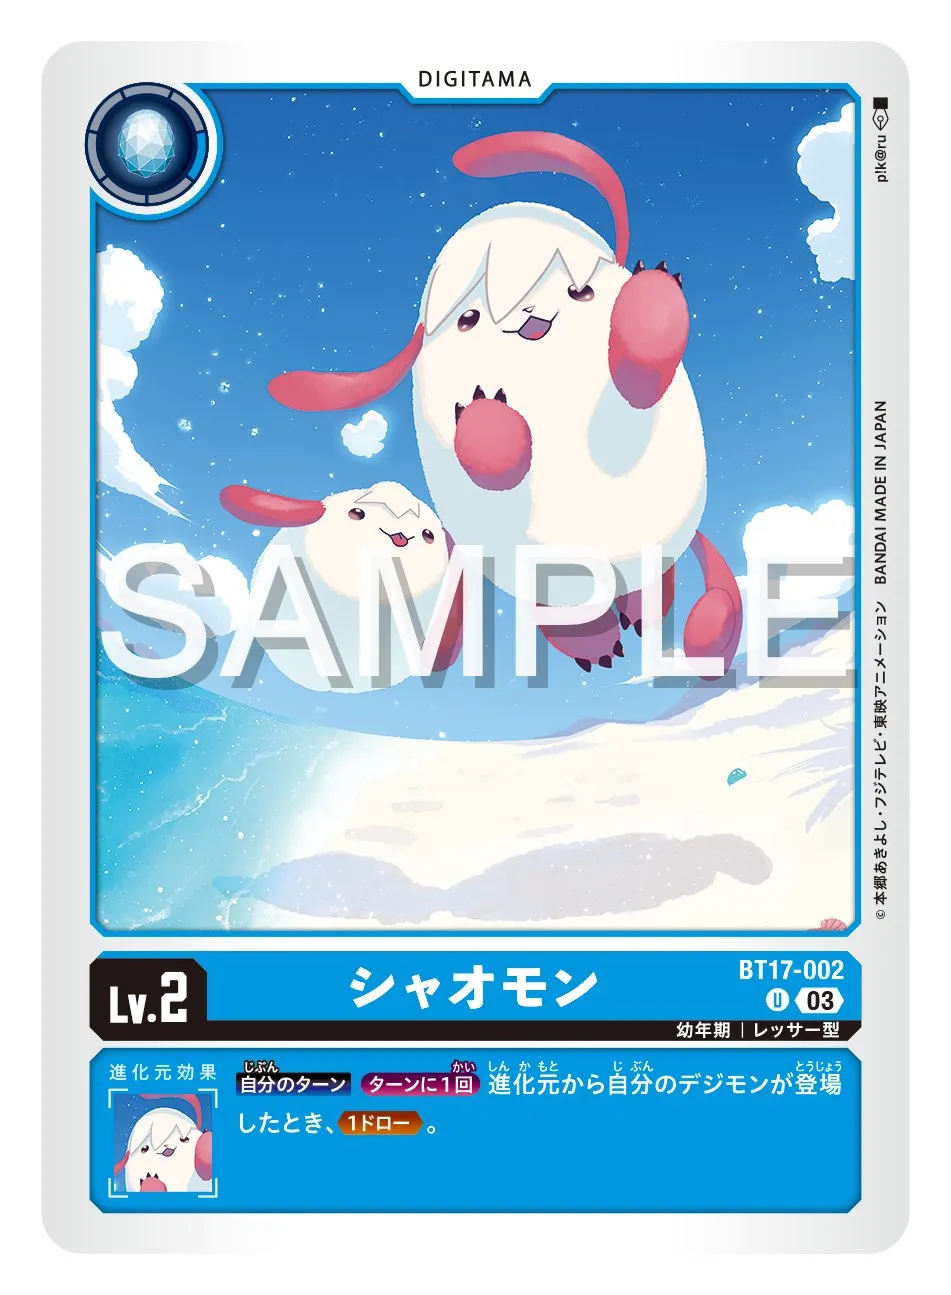 DIGITAMA
p!k@ru
BANDAI MADE IN JAPAN
©本郷あきよし・フジテレビ・東映アニメーション
SAMPLE
Lv.2
シャオモン
BT17-002
U 03
幼年期｜レッサー型
進化元効果
じぶん かい しん か もと じ ぶん とうじょう
自分のターン ターンに1回 進化元から自分のデジモンが登場
したとき、1ドロー。